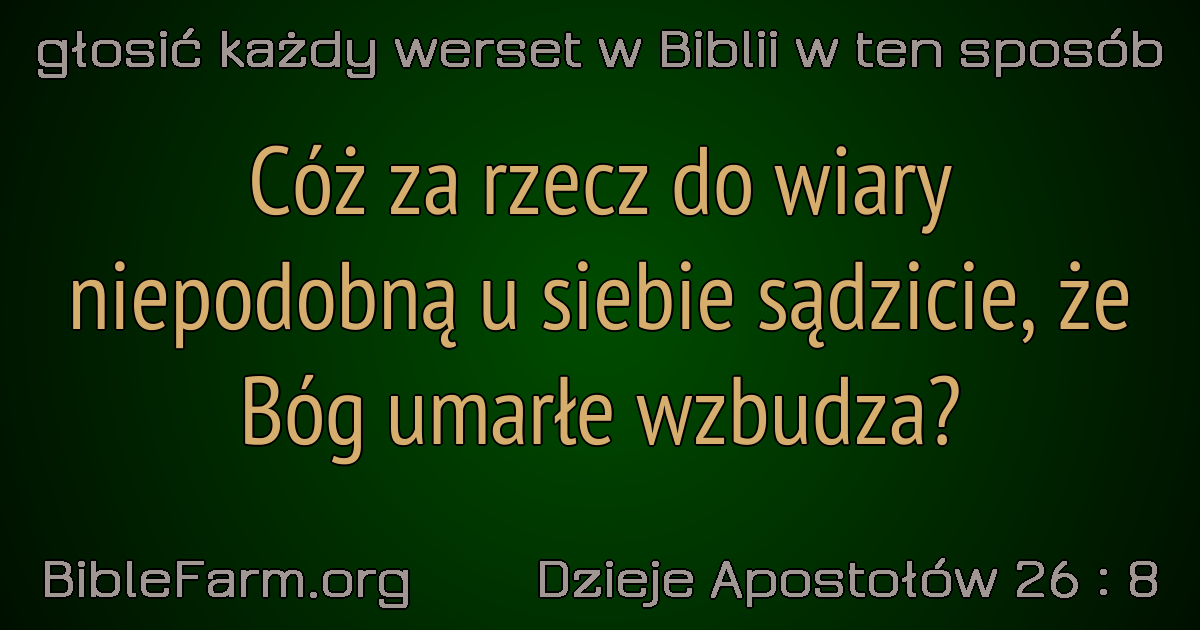 głosić każdy werset w Biblii w ten sposób
Cóż za rzecz do wiary
niepodobną u siebie sądzicie, że
Bóg umarłe wzbudza?
BibleFarm.org
Dzieje Apostołów 26 : 8